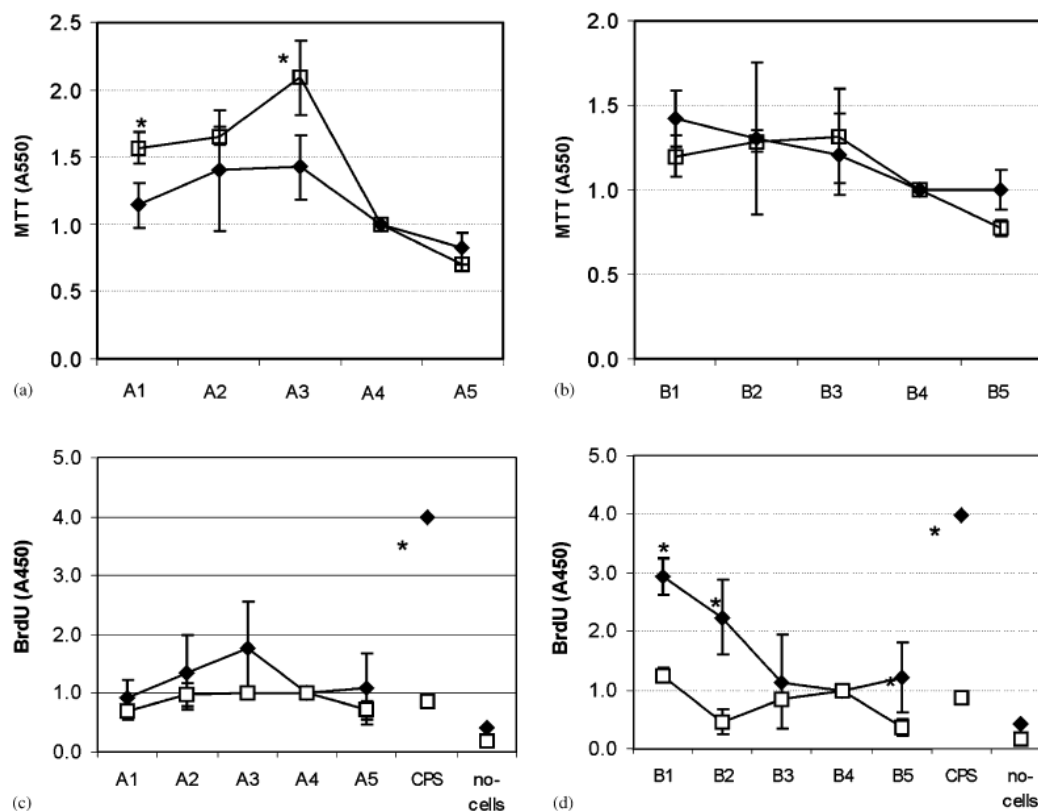 2.5
2.0
1.5
1.0
0.5
0.0
MTT (A550)
*
*
A1 A2 A3 A4 A5
(a)
2.0
1.5
1.0
0.5
0.0
MTT (A550)
B1 B2 B3 B4 B5
(b)
5.0
4.0
3.0
2.0
1.0
0.0
BrdU (A450)
*
A1 A2 A3 A4 A5 CPS no-
cells
(c)
5.0
4.0
3.0
2.0
1.0
0.0
BrdU (A450)
*
*
*
*
B1 B2 B3 B4 B5 CPS no-
cells
(d)